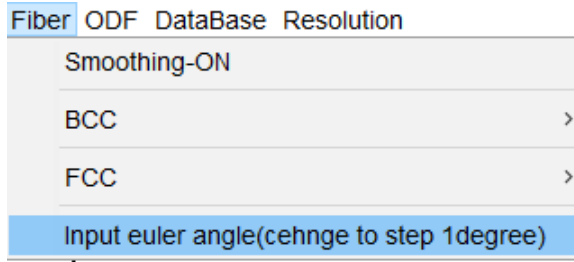 Fiber ODF DataBase Resolution
Smoothing-ON
BCC
FCC
Input euler angle(cehnge to step 1degree)